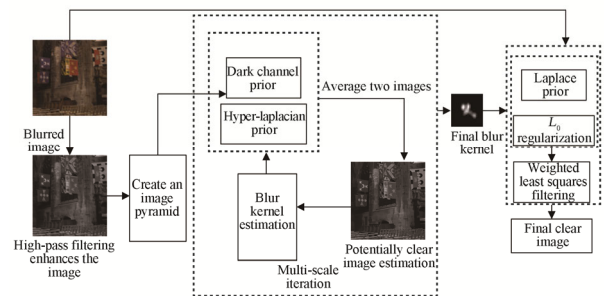 Blurred
image
High-pass filtering
enhances the
image
Create an
image
pyramid
Dark channel
prior
Hyper-laplacian
prior
Average two images
Blur
kernel
estimation
Potentially clear
image estimation
Multi-scale
iteration
Final blur
kernel
Laplace
prior
L0
regularization
Weighted
least squares
filtering
Final clear
image